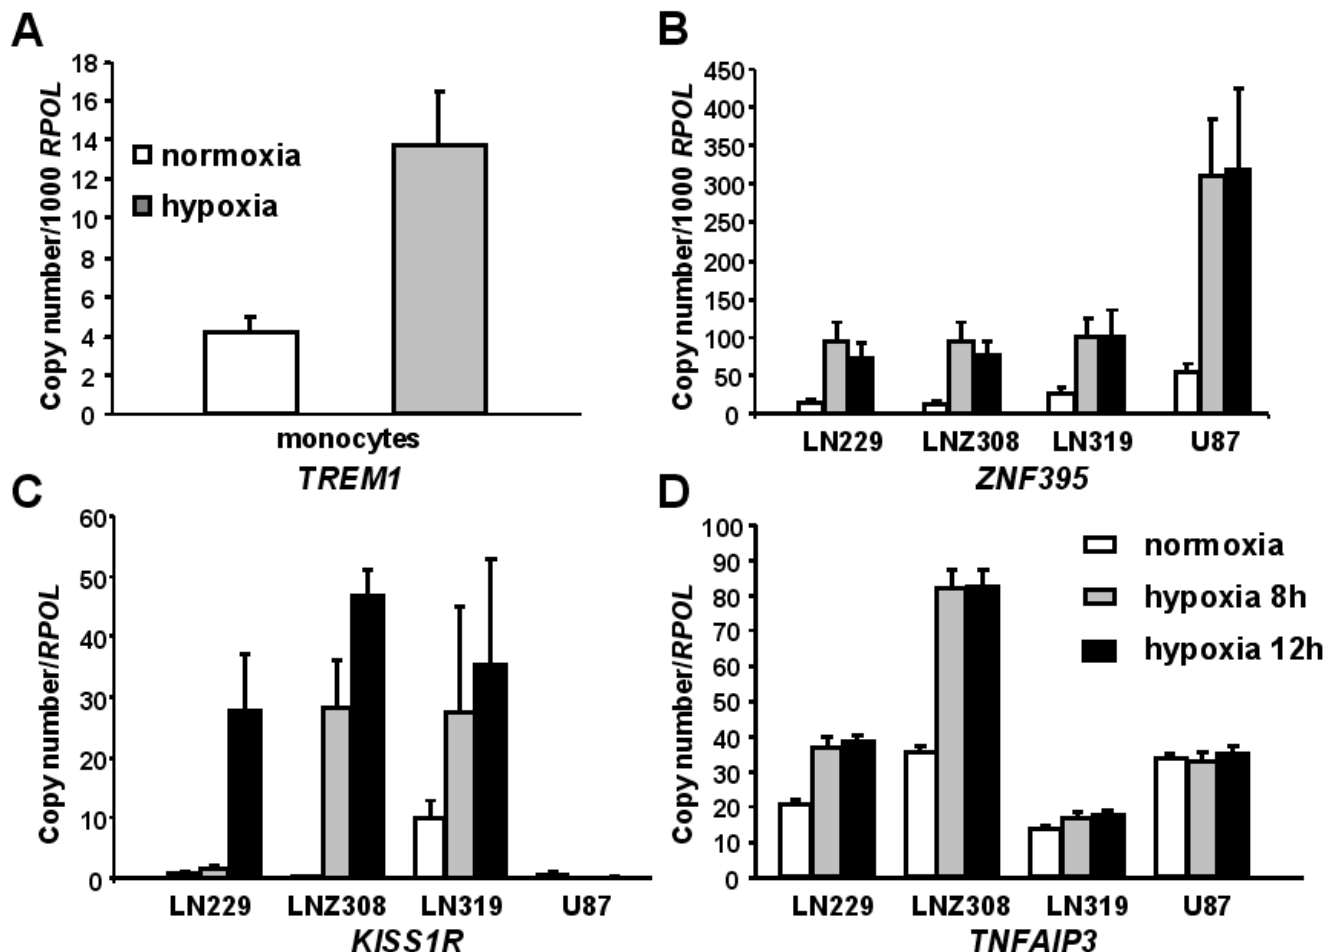 A
Copy number/1000 RPOL
18
16
14
12
10
8
6
4
2
0
normoxia
hypoxia
monocytes
TREM1
B
Copy number/1000 RPOL
450
400
350
300
250
200
150
100
50
0
LN229 LNZ308 LN319 U87
ZNF395
C
Copy number/RPOL
60
50
40
30
20
10
0
LN229 LNZ308 LN319 U87
KISS1R
D
Copy number/RPOL
100
90
80
70
60
50
40
30
20
10
0
normoxia
hypoxia 8h
hypoxia 12h
LN229 LNZ308 LN319 U87
TNFAIP3